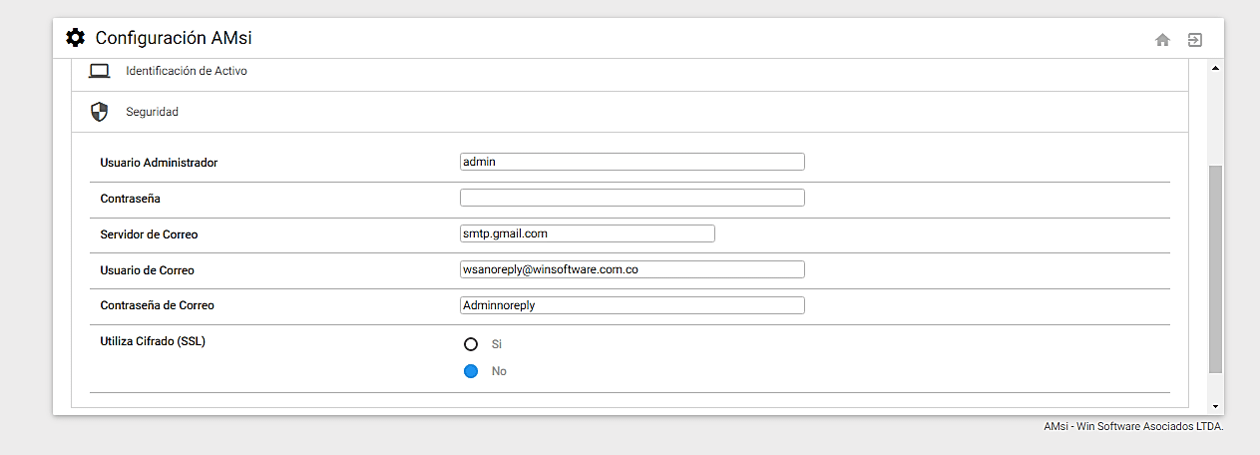 Configuración AMsi
Identificación de Activo
Seguridad
Usuario Administrador admin
Contraseña
Servidor de Correo smtp.gmail.com
Usuario de Correo wsanoreply@winsoftware.com.co
Contraseña de Correo Adminnoreply
Utiliza Cifrado (SSL) Si
No
AMsi - Win Software Asociados LTDA.